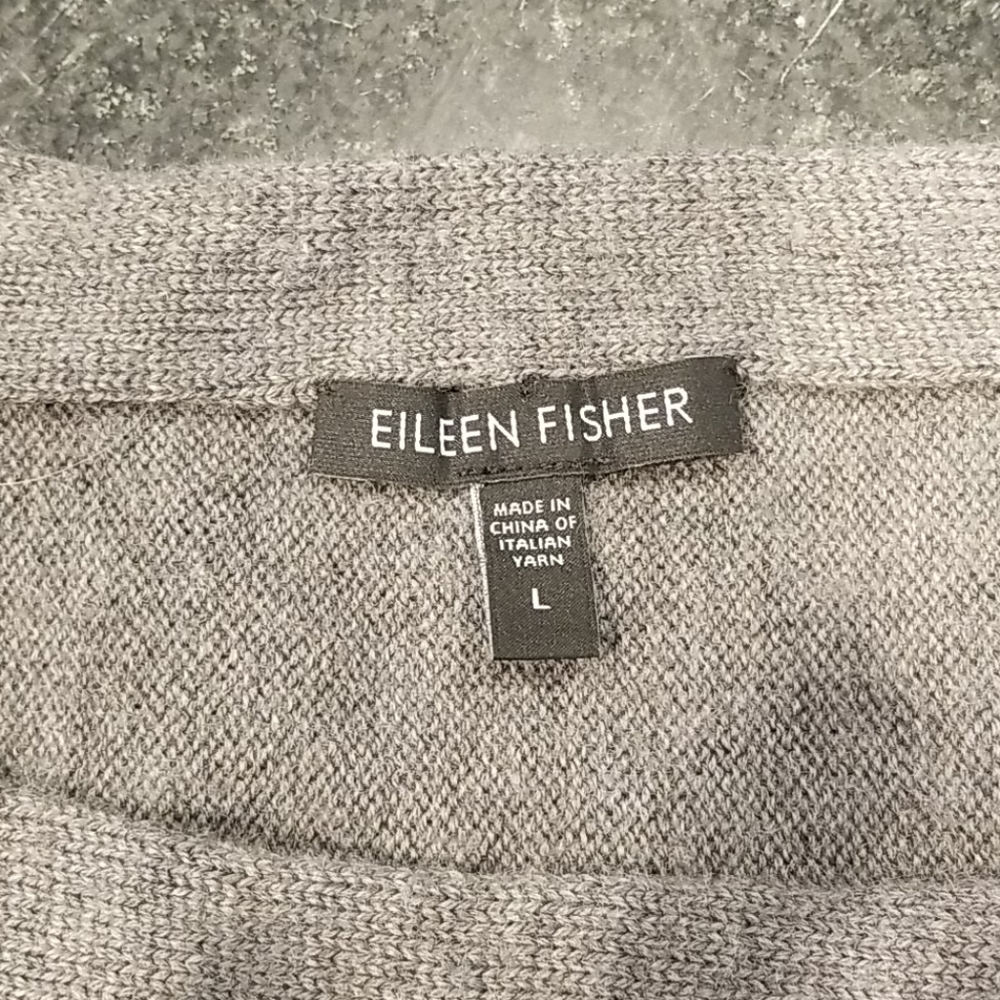 EILEEN FISHER
MADE IN
CHINA OF
ITALIAN
YARN
L